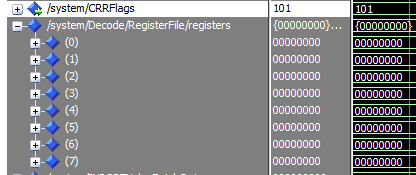 /system/CRRFlags 101 101
/system/Decode/RegisterFile/registers {00000000}... {00000000}
(0) 00000000 00000000
(1) 00000000 00000000
(2) 00000000 00000000
(3) 00000000 00000000
(4) 00000000 00000000
(5) 00000000 00000000
(6) 00000000 00000000
(7) 00000000 00000000